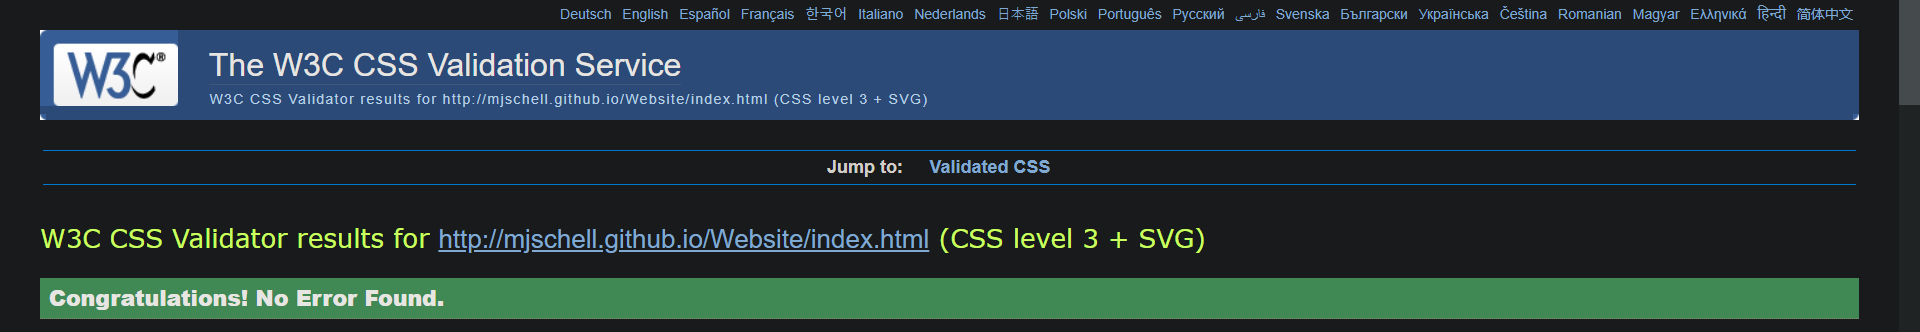 Deutsch English Español Français 한국어 Italiano Nederlands 日本語 Polski Português Русский فارسی Svenska Български Українська Čeština Romanian Magyar Ελληνικά हिन्दी 简体中文
W3C®
The W3C CSS Validation Service
W3C CSS Validator results for http://mjschell.github.io/Website/index.html (CSS level 3 + SVG)
Jump to: Validated CSS
W3C CSS Validator results for http://mjschell.github.io/Website/index.html (CSS level 3 + SVG)
Congratulations! No Error Found.